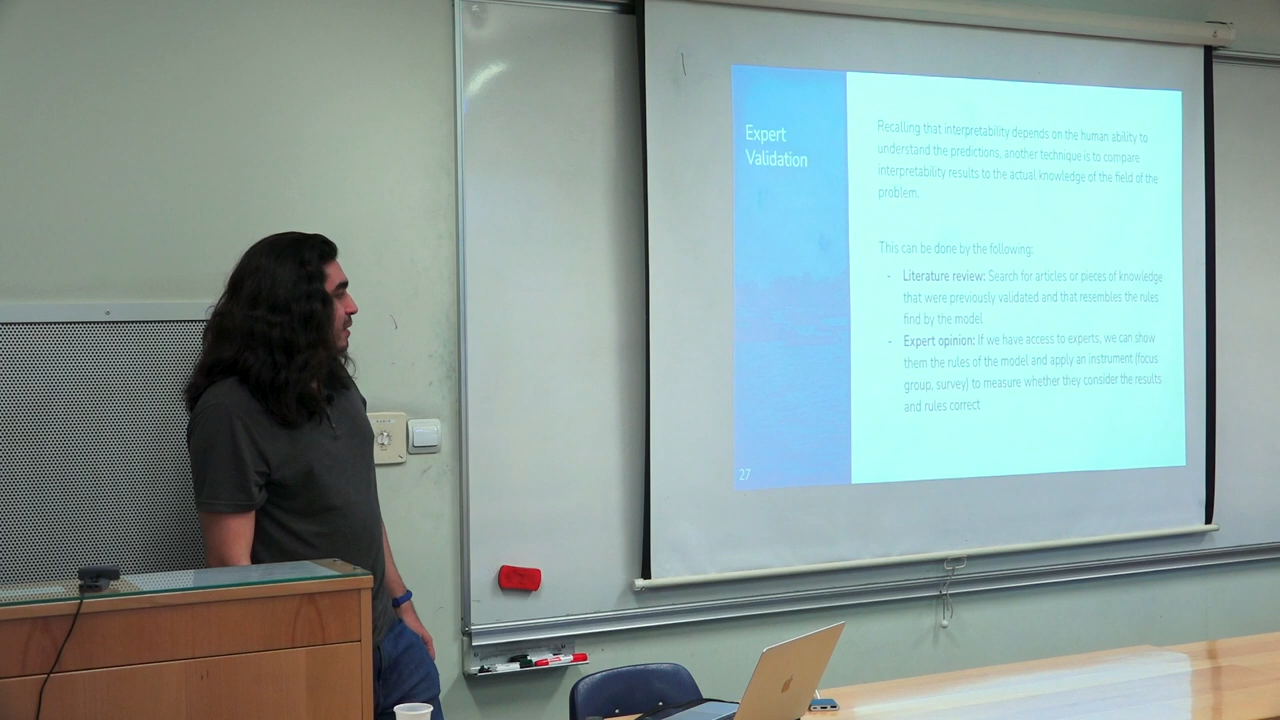 Expert
Validation
Recalling that interpretability depends on the human ability to
understand the predictions, another technique is to compare
interpretability results to the actual knowledge of the field of the
problem.
This can be done by the following:
- Literature review: Search for articles or pieces of knowledge
that were previously validated and that resembles the rules
find by the model
- Expert opinion: If we have access to experts, we can show
them the rules of the model and apply an instrument (focus
group, survey) to measure whether they consider the results
and rules correct
27